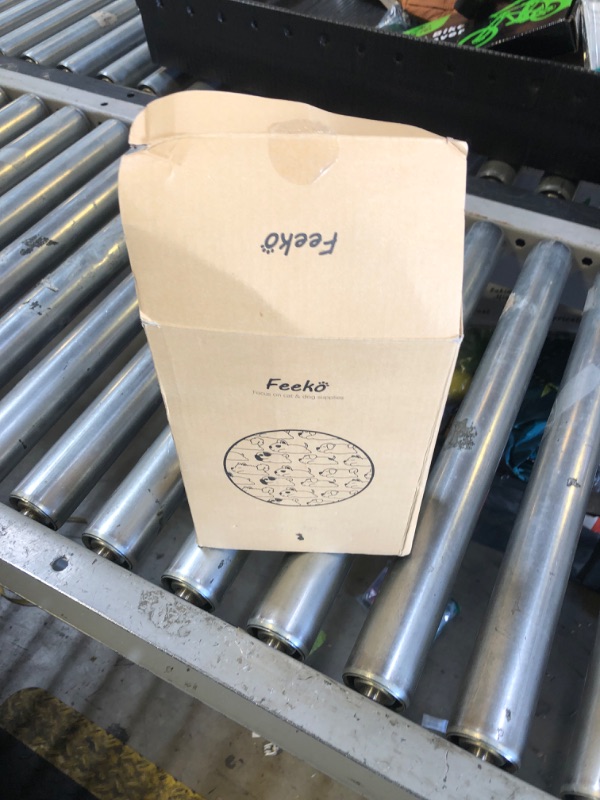 Feekö
Feekö
Focus on cat & dog supplies